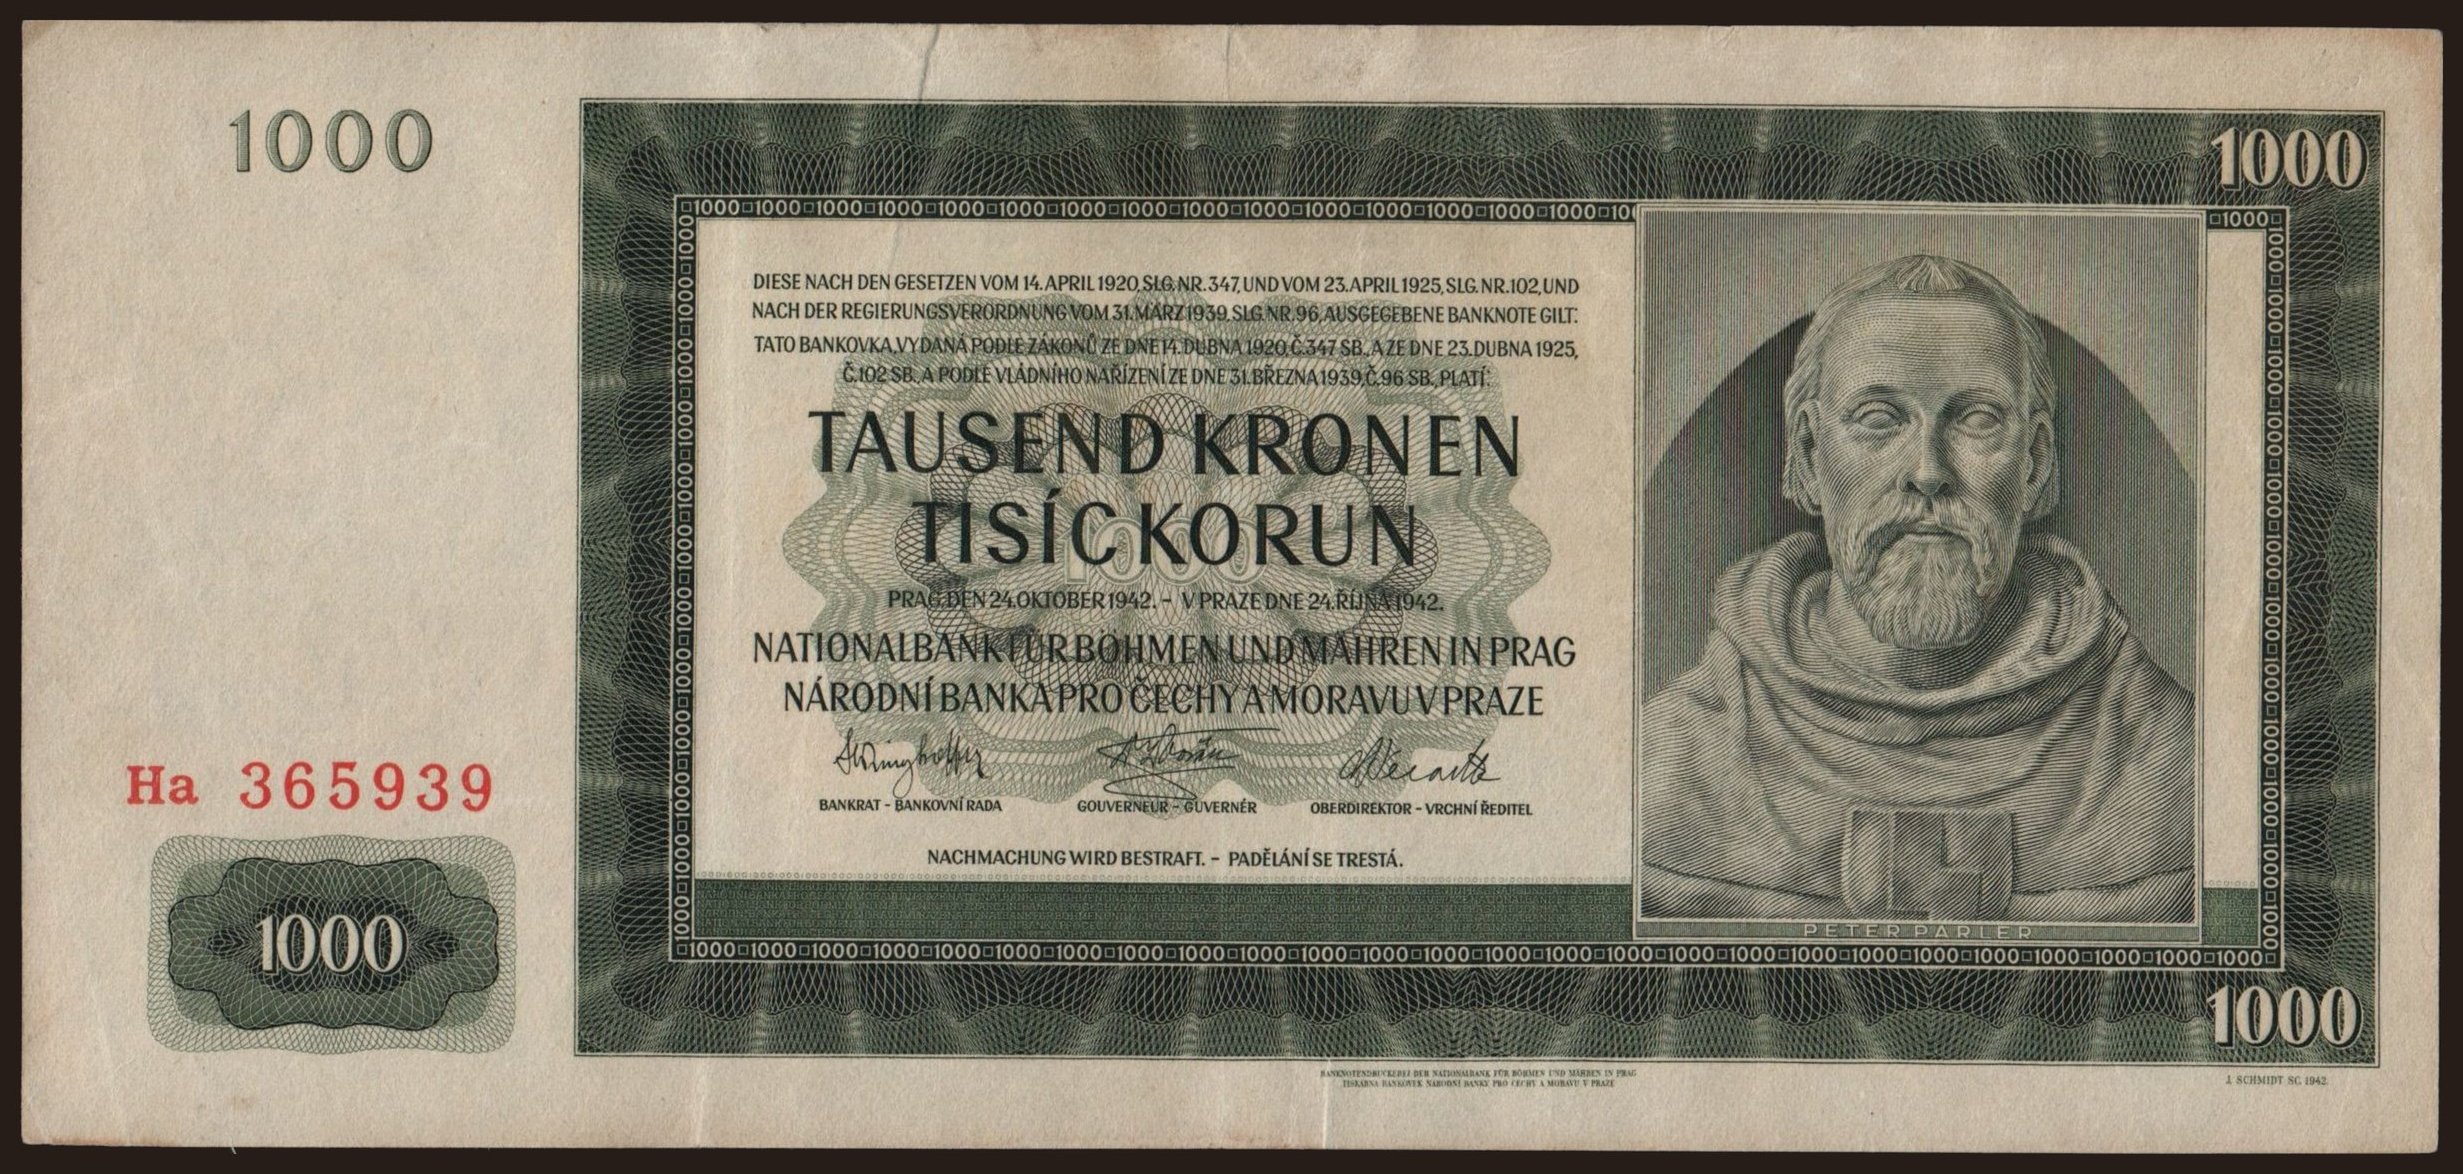 1000
1000
DIESE NACH DEN GESETZEN VOM 14. APRIL 1920, SLG. NR. 347, UND VOM 23. APRIL 1925, SLG. NR. 102, UND
NACH DER REGIERUNGSVERORDNUNG VOM 31. MÄRZ 1939, SLG. NR. 96, AUSGEGEBENE BANKNOTE GILT:
TATO BANKOVKA, VYDANÁ PODLE ZÁKONŮ ZE DNE 14. DUBNA 1920, Č. 347 SB., A ZE DNE 23. DUBNA 1925,
Č. 102 SB., A PODLE VLÁDNÍHO NAŘÍZENÍ ZE DNE 31. BŘEZNA 1939, Č. 96 SB., PLATÍ:
TAUSEND KRONEN
TISÍC KORUN
1000
PRAG, DEN 24. OKTOBER 1942. – V PRAZE DNE 24. ŘÍJNA 1942.
NATIONALBANK FÜR BÖHMEN UND MÄHREN IN PRAG
NÁRODNÍ BANKA PRO ČECHY A MORAVU V PRAZE
BANKRAT – BANKOVNÍ RADA GOUVERNEUR – GUVERNÉR OBERDIREKTOR – VRCHNÍ ŘEDITEL
NACHMACHUNG WIRD BESTRAFT. – PADĚLÁNÍ SE TRESTÁ.
Ha 365939
1000
PETER PARLER
1000
BANKNOTENDRUCKEREI DER NATIONALBANK FÜR BÖHMEN UND MÄHREN IN PRAG
TISKÁRNA BANKOVEK NÁRODNÍ BANKY PRO ČECHY A MORAVU V PRAZE
J. SCHMIDT SC. 1942.